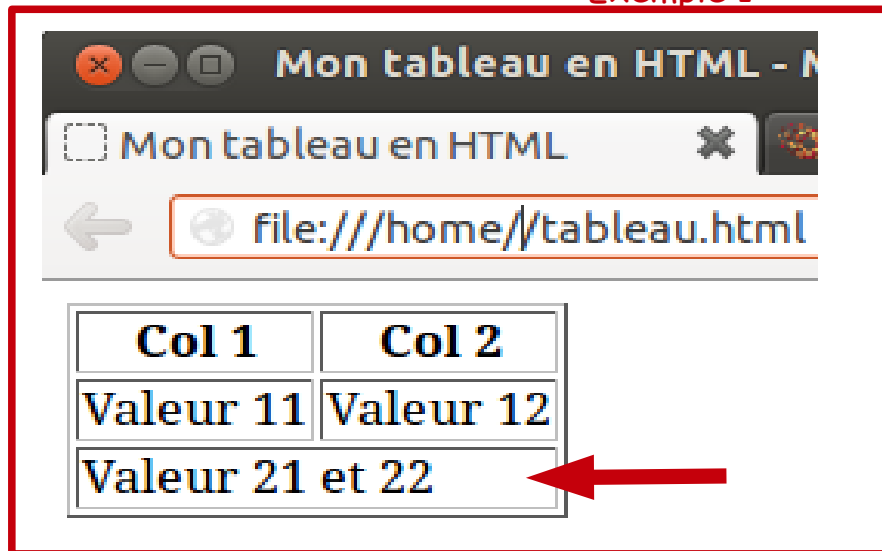 Mon tableau en HTML - M
Mon tableau en HTML
file:///home//tableau.html
Col 1 Col 2
Valeur 11 Valeur 12
Valeur 21 et 22